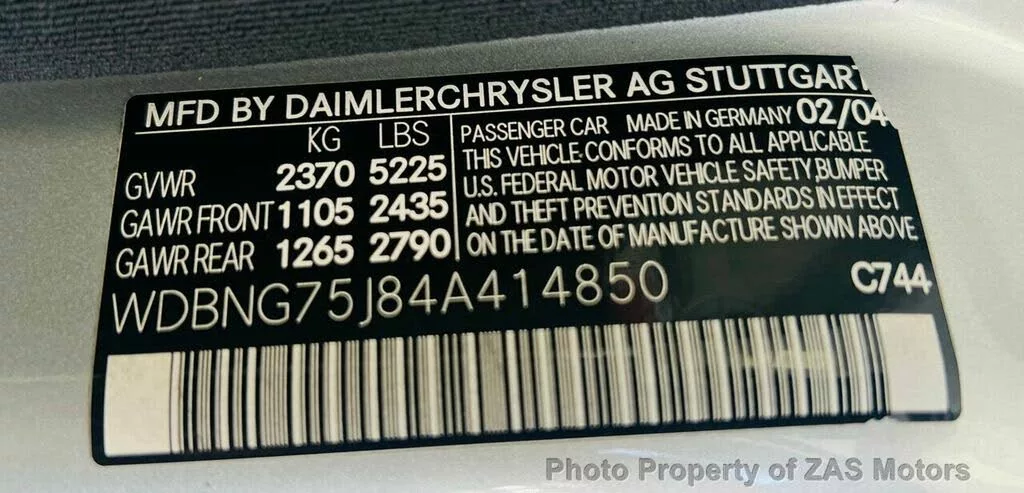 MFD BY DAIMLERCHRYSLER AG STUTTGART
KG LBS
GVWR 2370 5225
GAWR FRONT 1105 2435
GAWR REAR 1265 2790
PASSENGER CAR MADE IN GERMANY 02/04
THIS VEHICLE CONFORMS TO ALL APPLICABLE
U.S. FEDERAL MOTOR VEHICLE SAFETY, BUMPER
AND THEFT PREVENTION STANDARDS IN EFFECT
ON THE DATE OF MANUFACTURE SHOWN ABOVE
WDBNG75J84A414850 C744
Photo Property of ZAS Motors